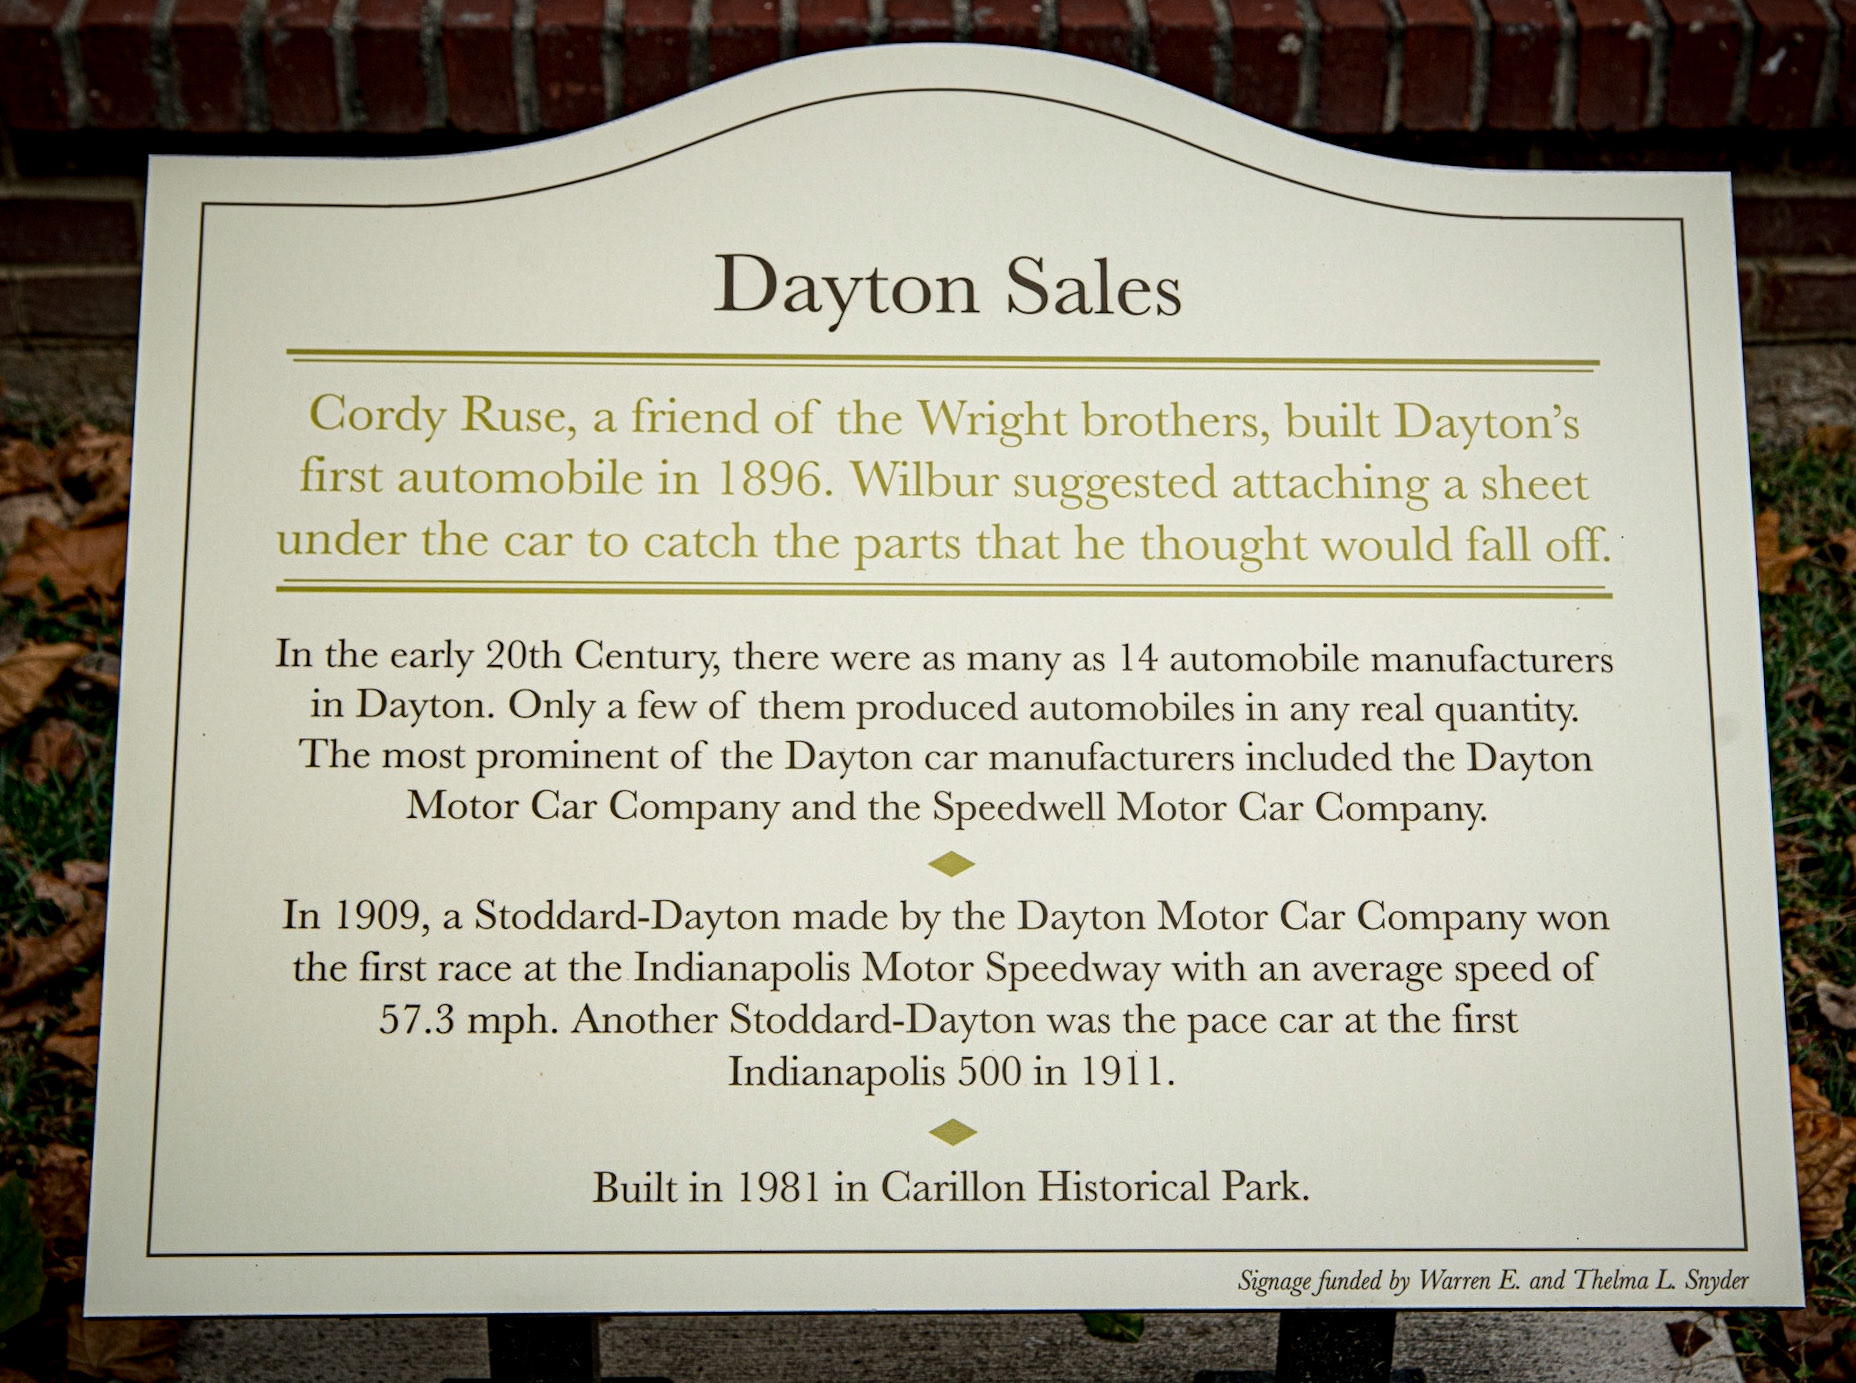 Dayton Sales
Cordy Ruse, a friend of the Wright brothers, built Dayton's
first automobile in 1896. Wilbur suggested attaching a sheet
under the car to catch the parts that he thought would fall off.
In the early 20th Century, there were as many as 14 automobile manufacturers
in Dayton. Only a few of them produced automobiles in any real quantity.
The most prominent of the Dayton car manufacturers included the Dayton
Motor Car Company and the Speedwell Motor Car Company.
In 1909, a Stoddard-Dayton made by the Dayton Motor Car Company won
the first race at the Indianapolis Motor Speedway with an average speed of
57.3 mph. Another Stoddard-Dayton was the pace car at the first
Indianapolis 500 in 1911.
Built in 1981 in Carillon Historical Park.
Signage funded by Warren E. and Thelma L. Snyder